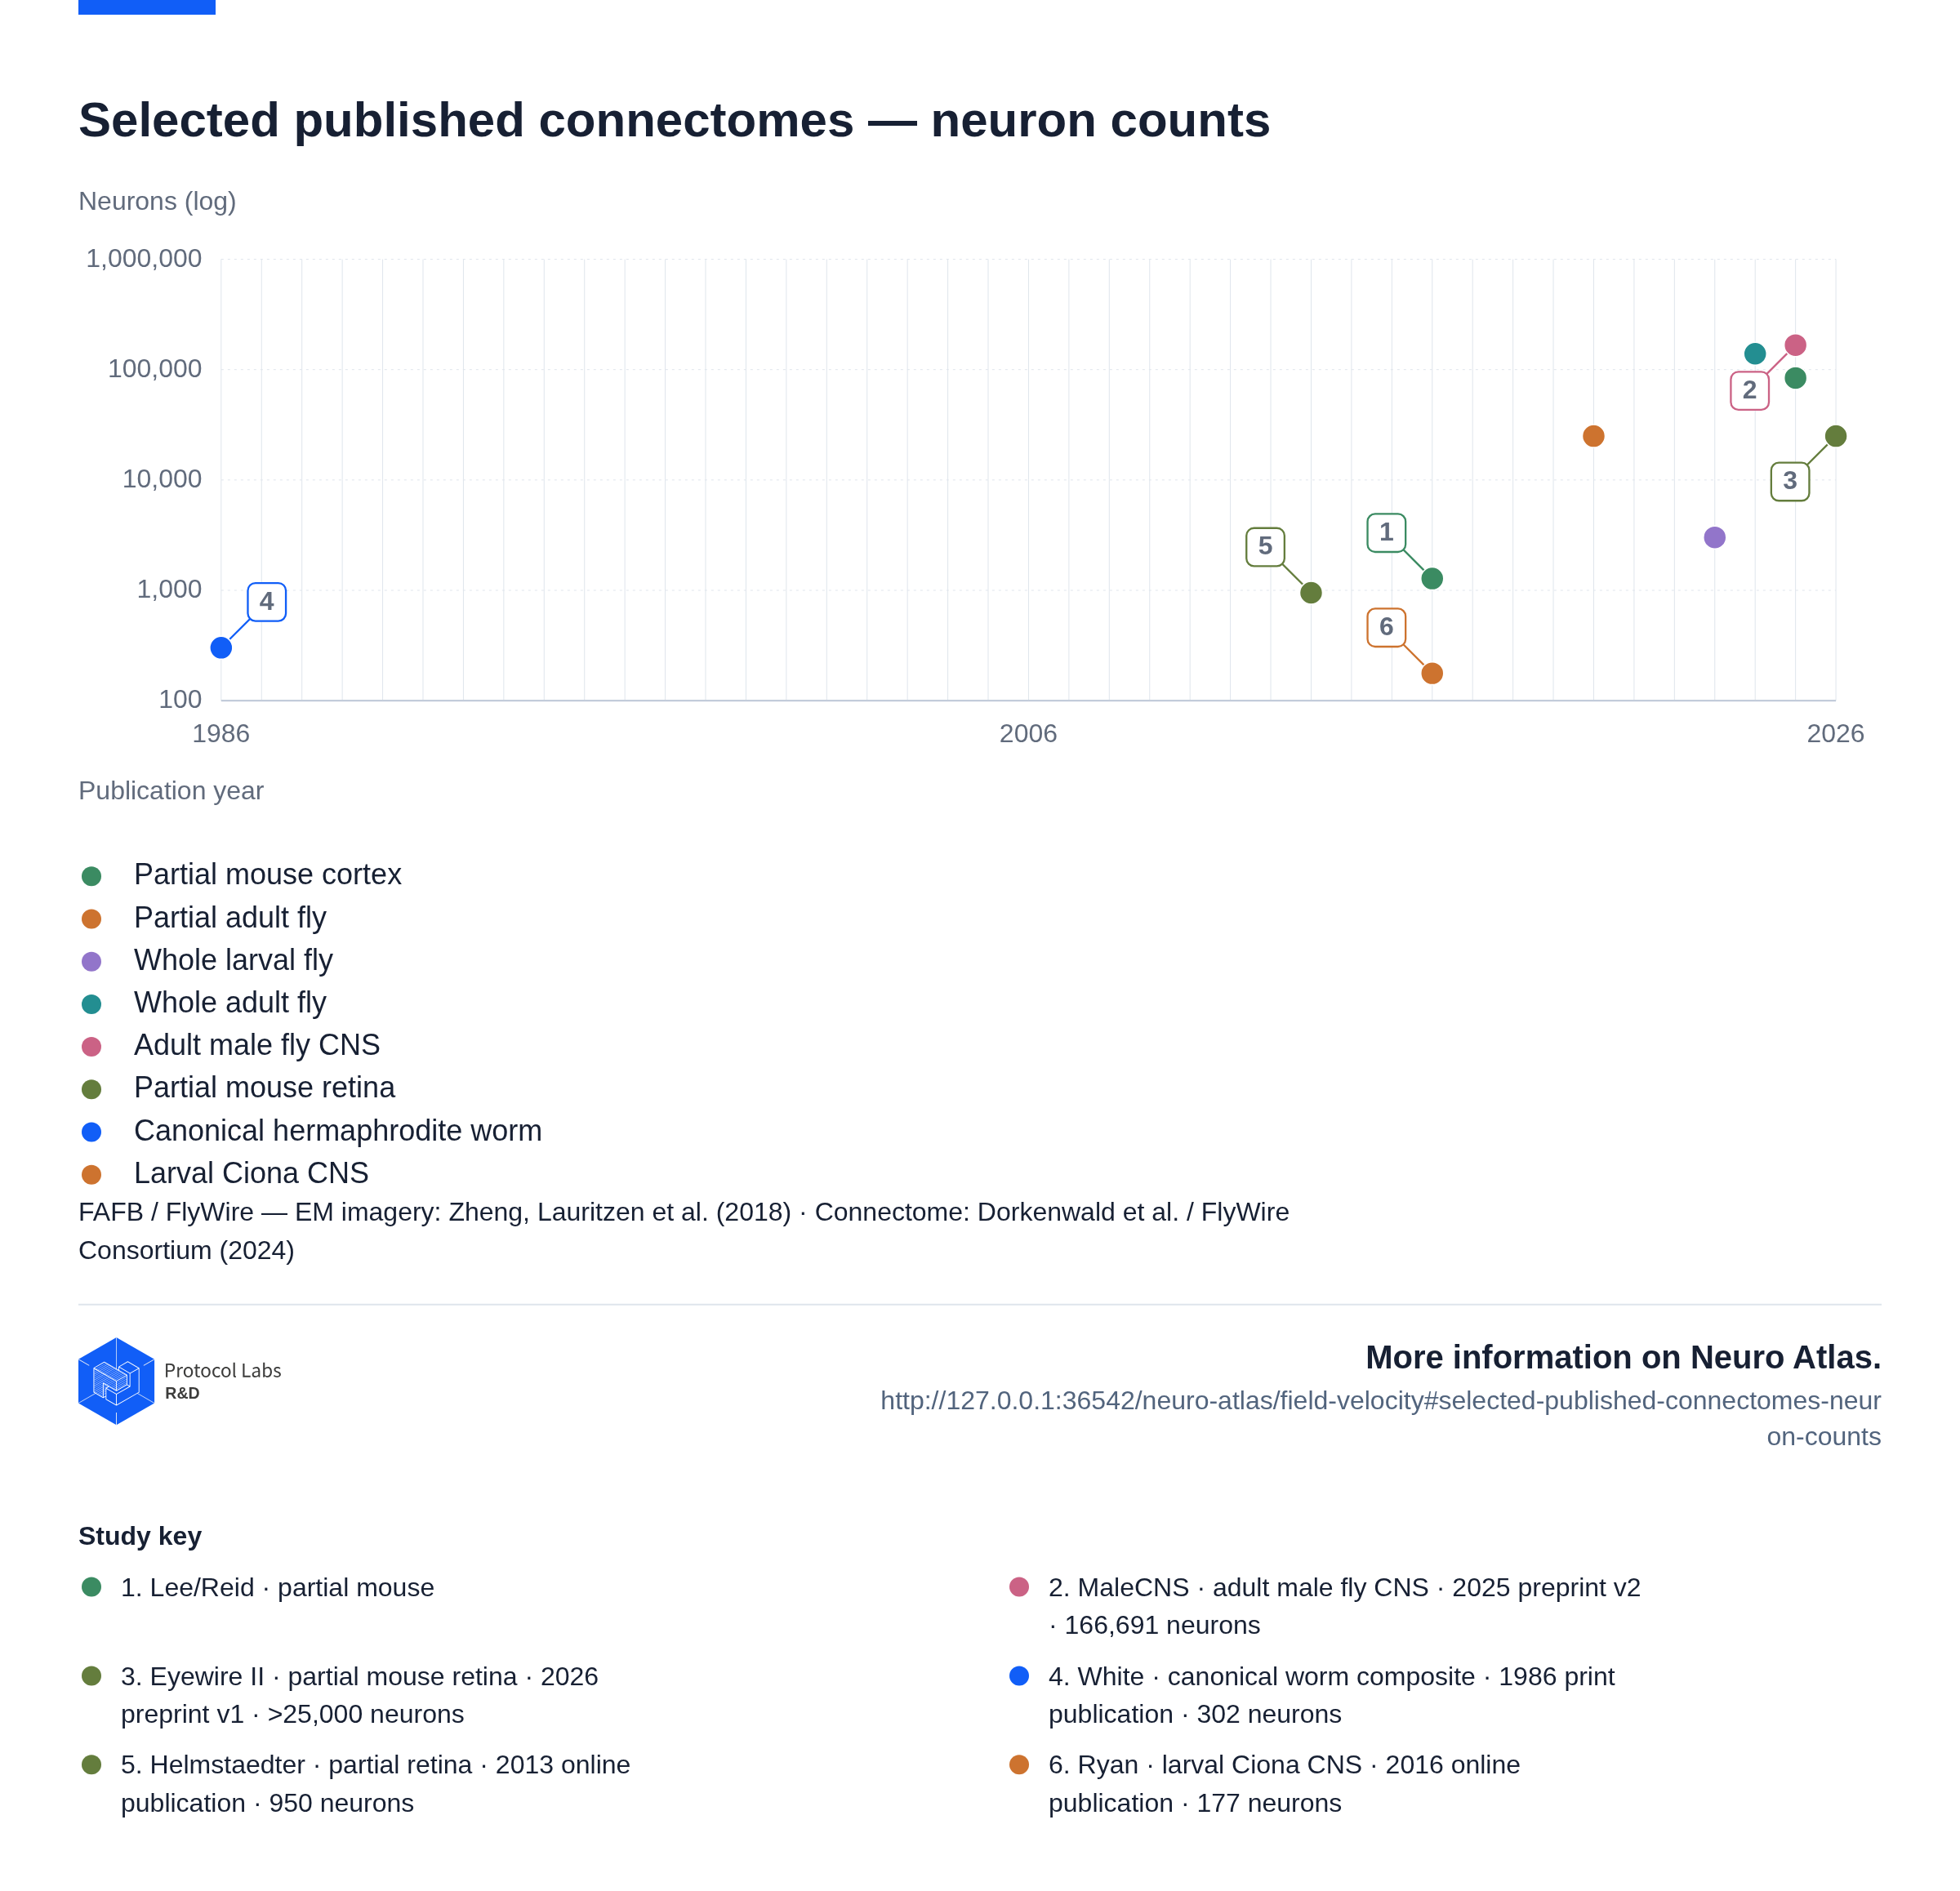 Selected published connectomes — neuron counts
Neurons (log)
1,000,000
100,000
10,000
1,000
100
2
3
5
1
4
6
1986
2006
2026
Publication year
Partial mouse cortex
Partial adult fly
Whole larval fly
Whole adult fly
Adult male fly CNS
Partial mouse retina
Canonical hermaphrodite worm
Larval Ciona CNS
FAFB / FlyWire — EM imagery: Zheng, Lauritzen et al. (2018) · Connectome: Dorkenwald et al. / FlyWire
Consortium (2024)
Protocol Labs
R&D
More information on Neuro Atlas.
http://127.0.0.1:36542/neuro-atlas/field-velocity#selected-published-connectomes-neur
on-counts
Study key
1. Lee/Reid · partial mouse
2. MaleCNS · adult male fly CNS · 2025 preprint v2
· 166,691 neurons
3. Eyewire II · partial mouse retina · 2026
preprint v1 · >25,000 neurons
4. White · canonical worm composite · 1986 print
publication · 302 neurons
5. Helmstaedter · partial retina · 2013 online
publication · 950 neurons
6. Ryan · larval Ciona CNS · 2016 online
publication · 177 neurons